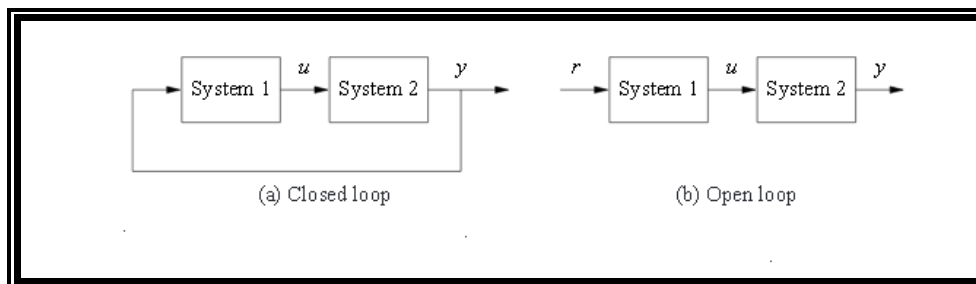 u y
System 1 System 2
(a) Closed loop
r u y
System 1 System 2
(b) Open loop